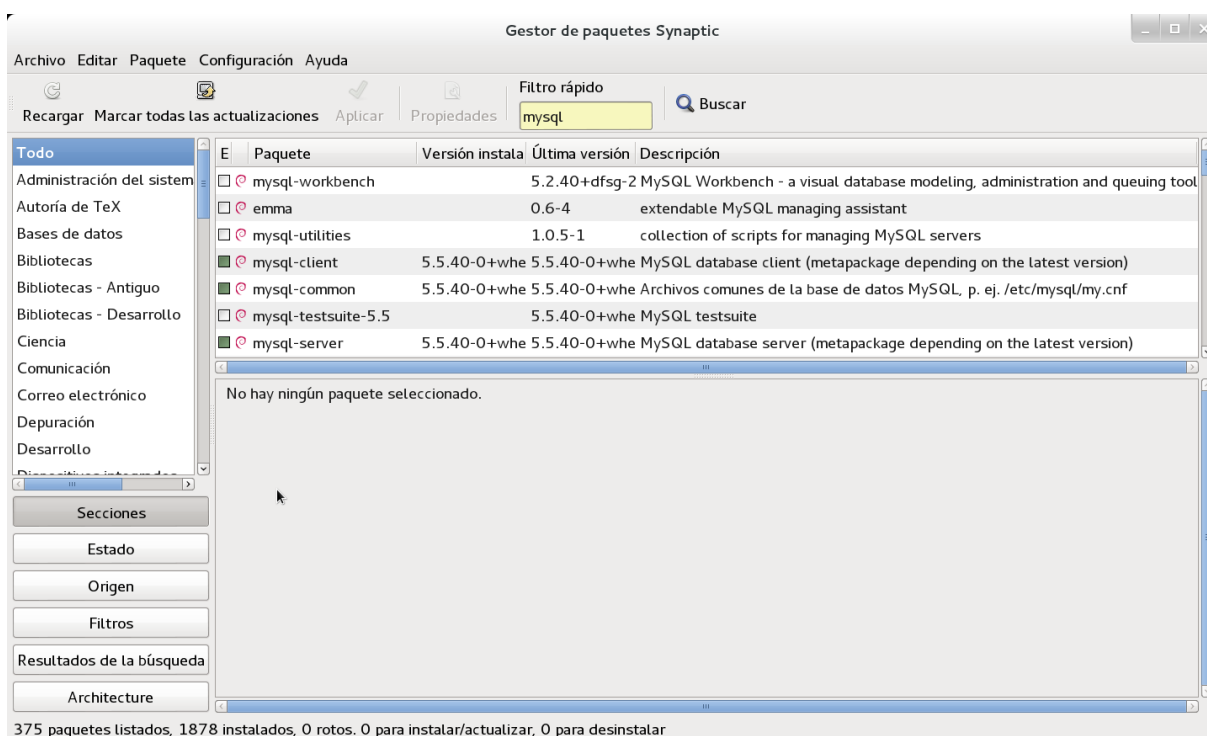 Gestor de paquetes Synaptic
Archivo Editar Paquete Configuración Ayuda
Recargar Marcar todas las actualizaciones Aplicar Propiedades
Filtro rápido
mysql
Buscar
Todo
Administración del sistem
Autoría de TeX
Bases de datos
Bibliotecas
Bibliotecas - Antiguo
Bibliotecas - Desarrollo
Ciencia
Comunicación
Correo electrónico
Depuración
Desarrollo
Secciones
Estado
Origen
Filtros
Resultados de la búsqueda
Architecture
E Paquete Versión instala Última versión Descripción
mysql-workbench 5.2.40+dfsg-2 MySQL Workbench - a visual database modeling, administration and queuing tool
emma 0.6-4 extendable MySQL managing assistant
mysql-utilities 1.0.5-1 collection of scripts for managing MySQL servers
mysql-client 5.5.40-0+whe 5.5.40-0+whe MySQL database client (metapackage depending on the latest version)
mysql-common 5.5.40-0+whe 5.5.40-0+whe Archivos comunes de la base de datos MySQL, p. ej. /etc/mysql/my.cnf
mysql-testsuite-5.5 5.5.40-0+whe MySQL testsuite
mysql-server 5.5.40-0+whe 5.5.40-0+whe MySQL database server (metapackage depending on the latest version)
No hay ningún paquete seleccionado.
375 paquetes listados, 1878 instalados, 0 rotos. 0 para instalar/actualizar, 0 para desinstalar